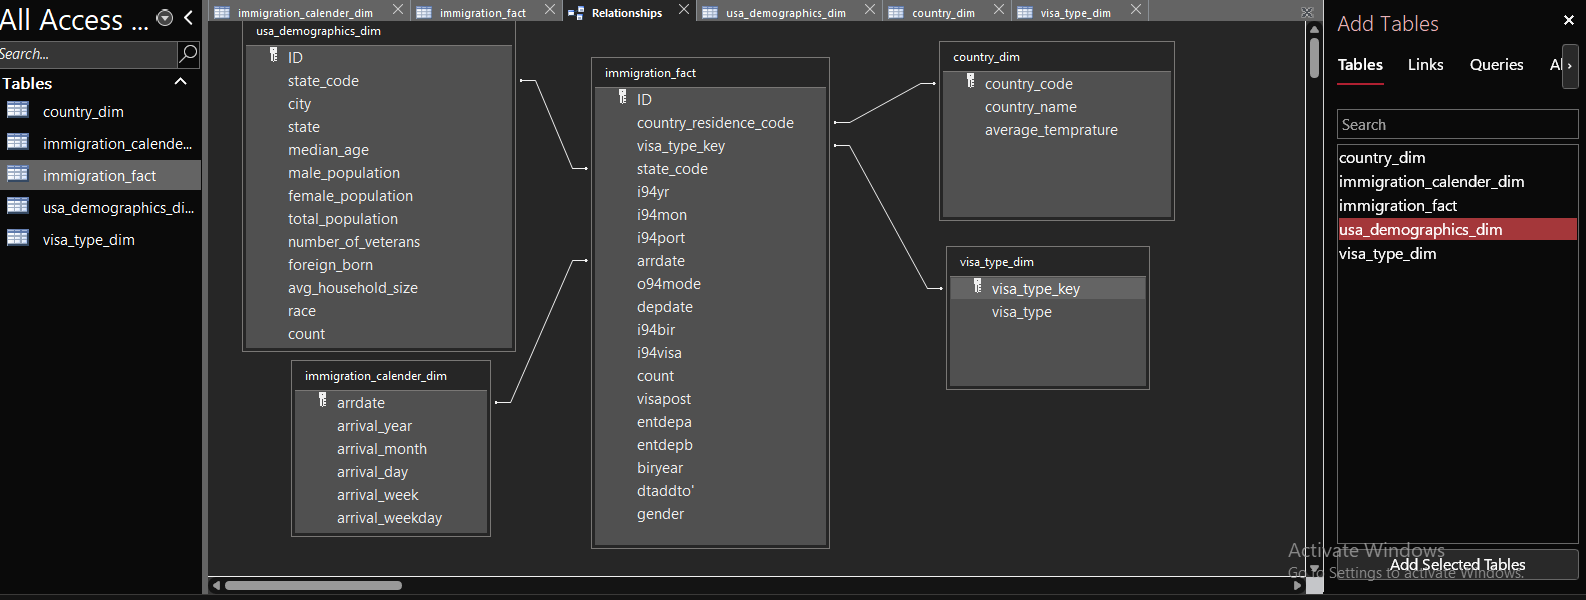 All Access ...
Search...
Tables
country_dim
immigration_calende...
immigration_fact
usa_demographics_di...
visa_type_dim
immigration_calender_dim
immigration_fact
Relationships
usa_demographics_dim
country_dim
visa_type_dim
usa_demographics_dim
ID
state_code
city
state
median_age
male_population
female_population
total_population
number_of_veterans
foreign_born
avg_household_size
race
count
immigration_calender_dim
arrdate
arrival_year
arrival_month
arrival_day
arrival_week
arrival_weekday
immigration_fact
ID
country_residence_code
visa_type_key
state_code
i94yr
i94mon
i94port
arrdate
o94mode
depdate
i94bir
i94visa
count
visapost
entdepa
entdepb
biryear
dtaddto'
gender
country_dim
country_code
country_name
average_temprature
visa_type_dim
visa_type_key
visa_type
Add Tables
Tables Links Queries
Search
country_dim
immigration_calender_dim
immigration_fact
usa_demographics_dim
visa_type_dim
Activate Windows
Go to Settings to activate Windows.
Add Selected Tables